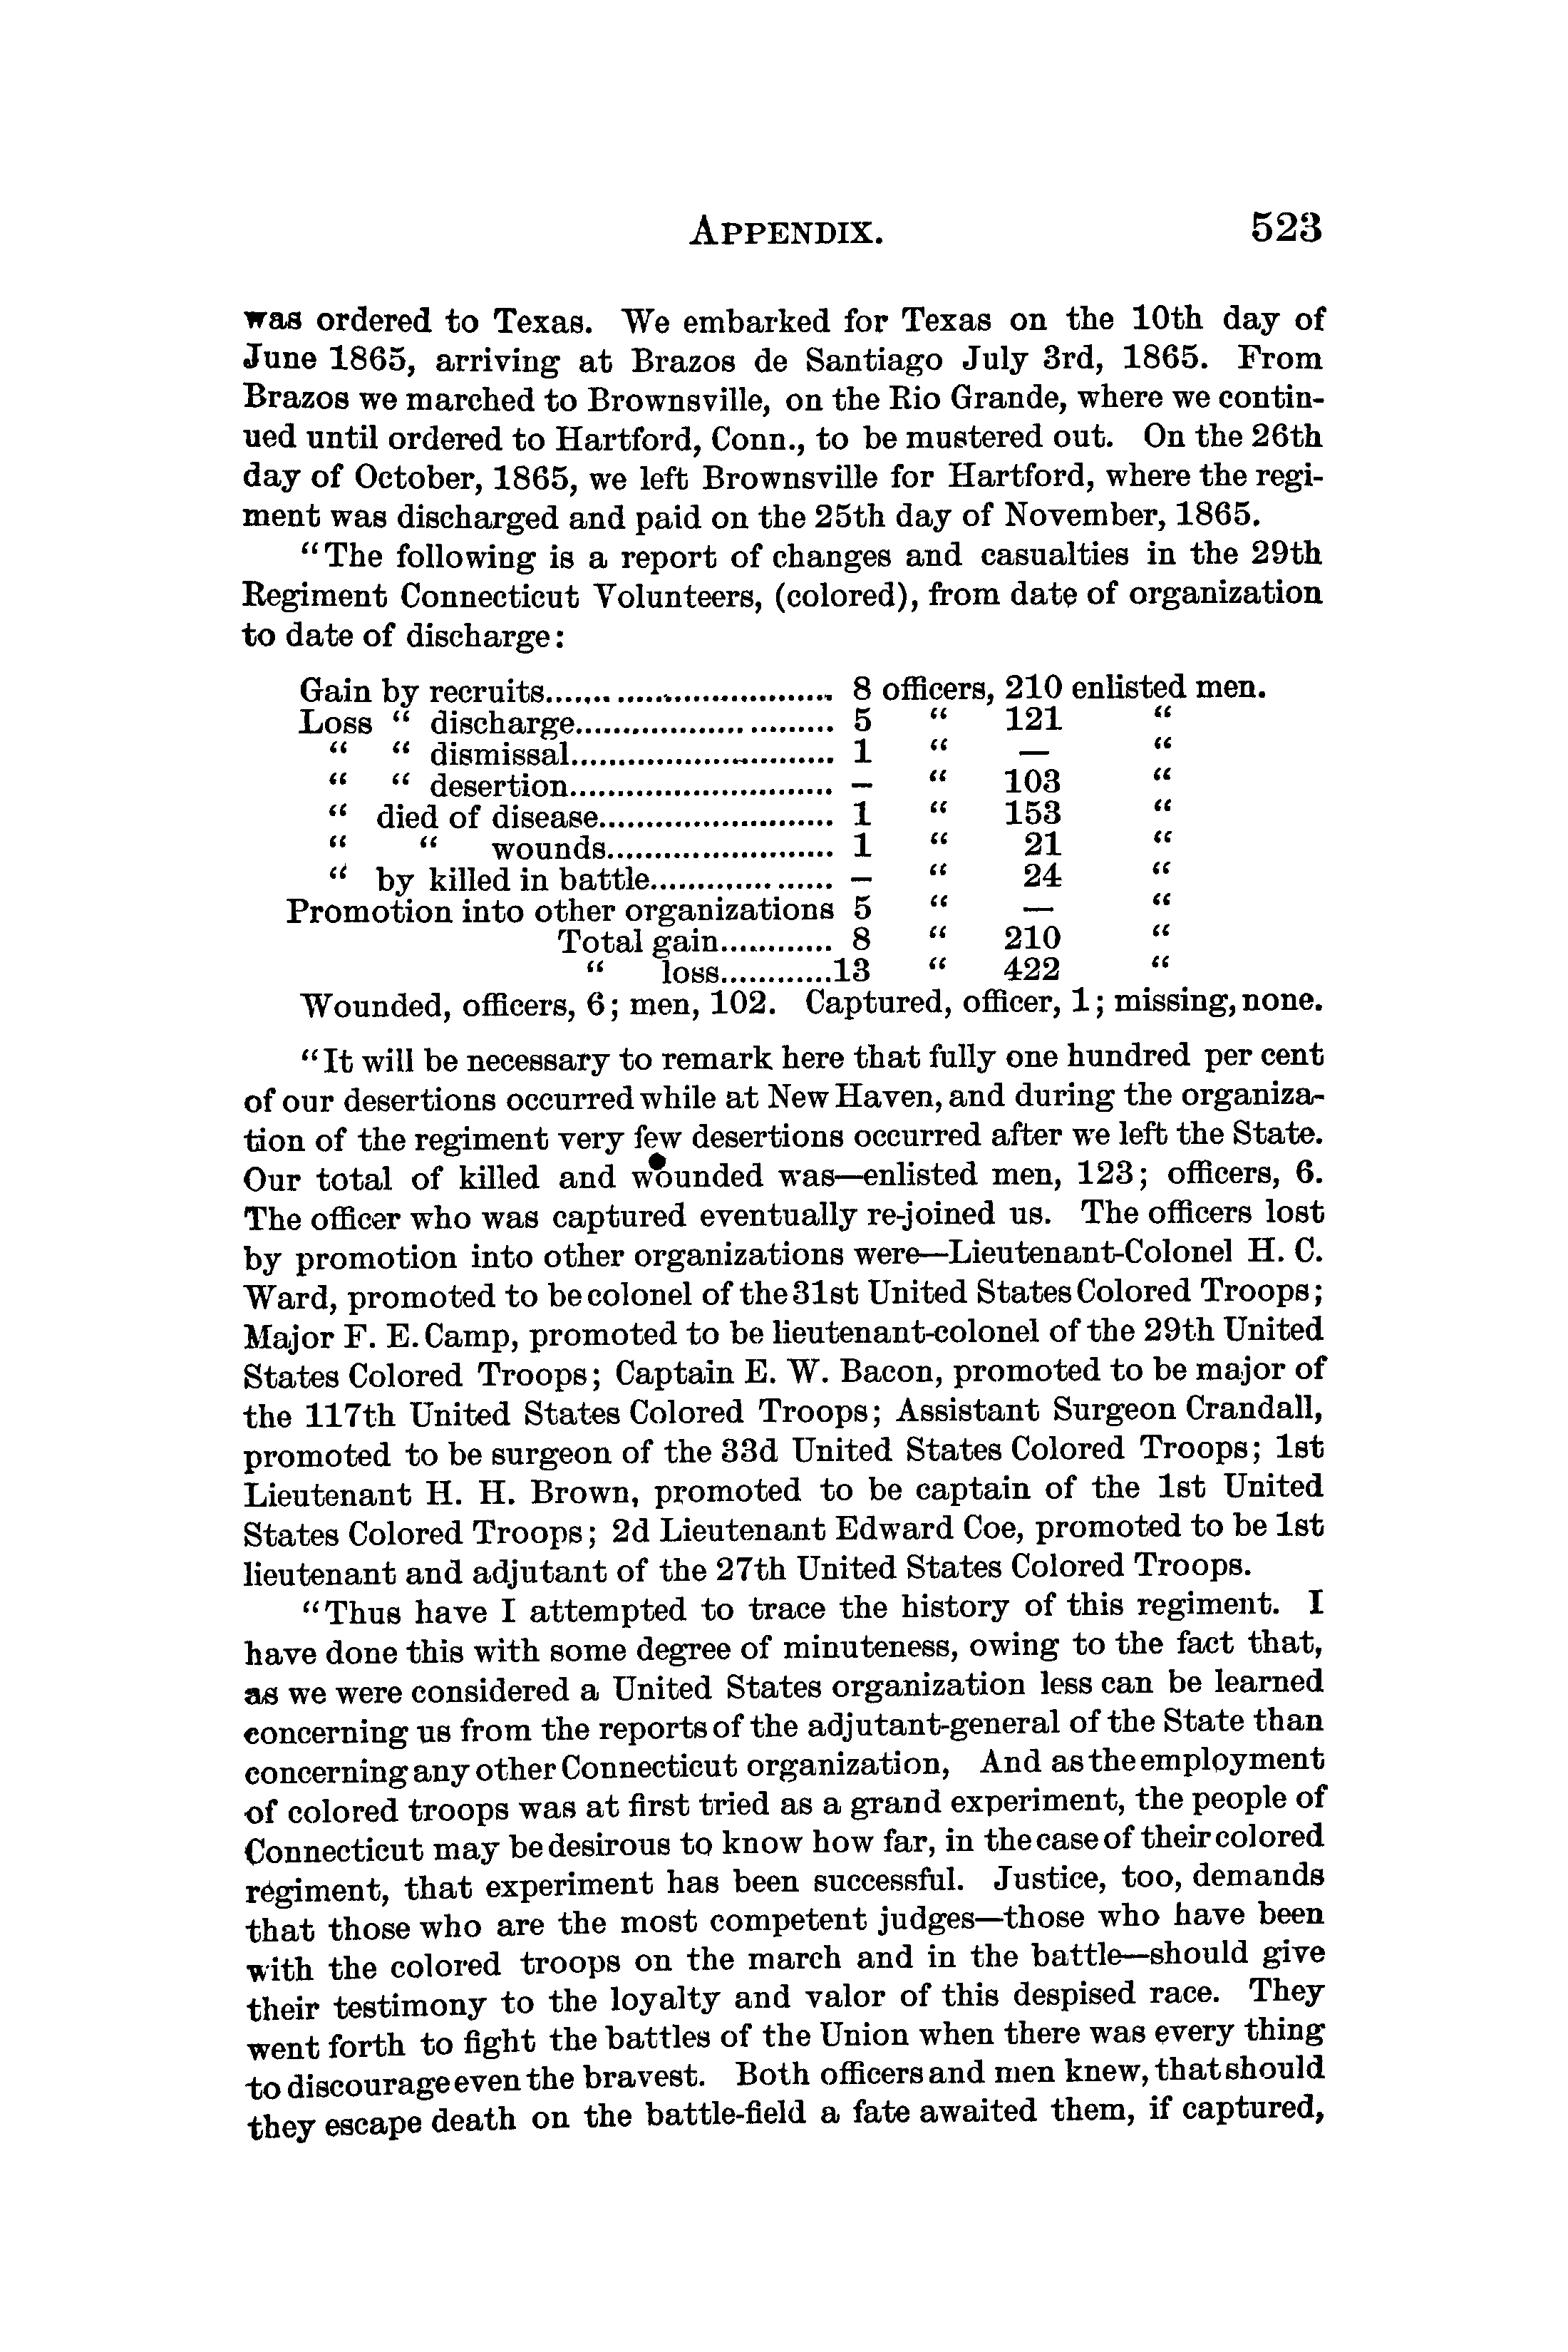 APPENDIX. 523
was ordered to Texas. We embarked for Texas on the 10th day of
June 1865, arriving at Brazos de Santiago July 3rd, 1865. From
Brazos we marched to Brownsville, on the Rio Grande, where we contin-
ued until ordered to Hartford, Conn., to be mustered out. On the 26th
day of October, 1865, we left Brownsville for Hartford, where the regi-
ment was discharged and paid on the 25th day of November, 1865.
“The following is a report of changes and casualties in the 29th
Regiment Connecticut Volunteers, (colored), from date of organization
to date of discharge:
Gain by recruits.............................. 8 officers, 210 enlisted men.
Loss “ discharge........................... 5 “ 121 “
“ “ dismissal............................ 1 “ — “
“ “ desertion............................ – “ 103 “
“ died of disease......................... 1 “ 153 “
“ “ wounds........................ 1 “ 21 “
“ by killed in battle................... – “ 24 “
Promotion into other organizations 5 “ — “
Total gain............ 8 “ 210 “
“ loss............13 “ 422 “
Wounded, officers, 6; men, 102. Captured, officer, 1; missing, none.
“It will be necessary to remark here that fully one hundred per cent
of our desertions occurred while at New Haven, and during the organiza-
tion of the regiment very few desertions occurred after we left the State.
Our total of killed and wounded was—enlisted men, 123; officers, 6.
The officer who was captured eventually re-joined us. The officers lost
by promotion into other organizations were—Lieutenant-Colonel H. C.
Ward, promoted to be colonel of the 31st United States Colored Troops;
Major F. E. Camp, promoted to be lieutenant-colonel of the 29th United
States Colored Troops; Captain E. W. Bacon, promoted to be major of
the 117th United States Colored Troops; Assistant Surgeon Crandall,
promoted to be surgeon of the 33d United States Colored Troops; 1st
Lieutenant H. H. Brown, promoted to be captain of the 1st United
States Colored Troops; 2d Lieutenant Edward Coe, promoted to be 1st
lieutenant and adjutant of the 27th United States Colored Troops.
“Thus have I attempted to trace the history of this regiment. I
have done this with some degree of minuteness, owing to the fact that,
as we were considered a United States organization less can be learned
concerning us from the reports of the adjutant-general of the State than
concerning any other Connecticut organization, And as the employment
of colored troops was at first tried as a grand experiment, the people of
Connecticut may be desirous to know how far, in the case of their colored
regiment, that experiment has been successful. Justice, too, demands
that those who are the most competent judges—those who have been
with the colored troops on the march and in the battle—should give
their testimony to the loyalty and valor of this despised race. They
went forth to fight the battles of the Union when there was every thing
to discourage even the bravest. Both officers and men knew, that should
they escape death on the battle-field a fate awaited them, if captured,